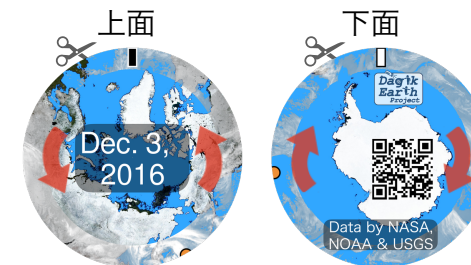 上面
下面
Dec. 3,
2016
Dagik
Earth
Project
Data by NASA,
NOAA & USGS